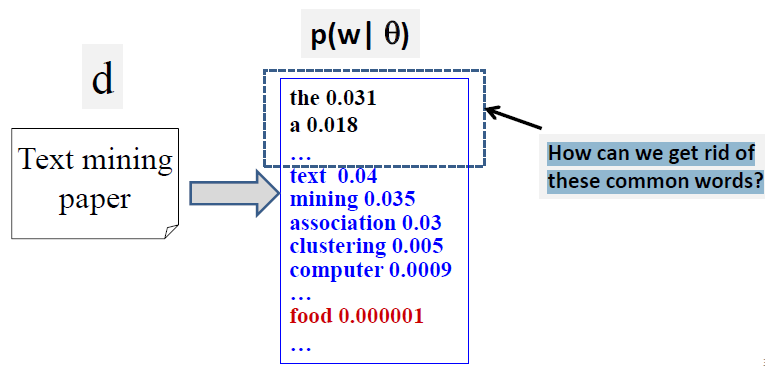 p(w| θ)
d
Text mining
paper
the 0.031
a 0.018
...
text 0.04
mining 0.035
association 0.03
clustering 0.005
computer 0.0009
...
food 0.000001
...
How can we get rid of
these common words?